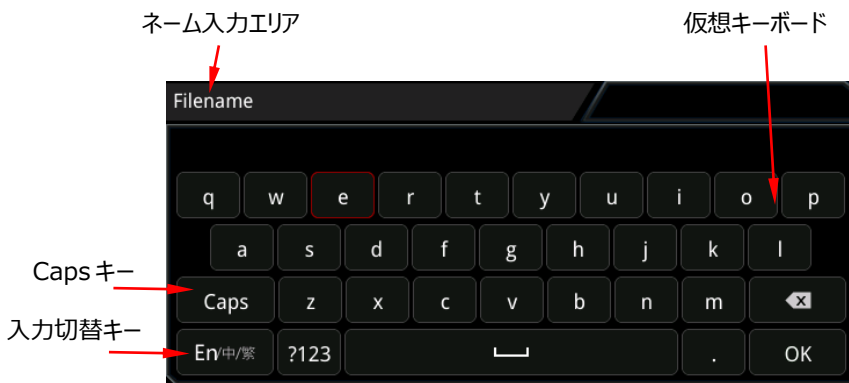 ネーム入力エリア 仮想キーボード
Filename
q w e r t y u i o p
a s d f g h j k l
Caps キー
Caps z x c v b n m
入力切替キー
En/中/繁 ?123 . OK